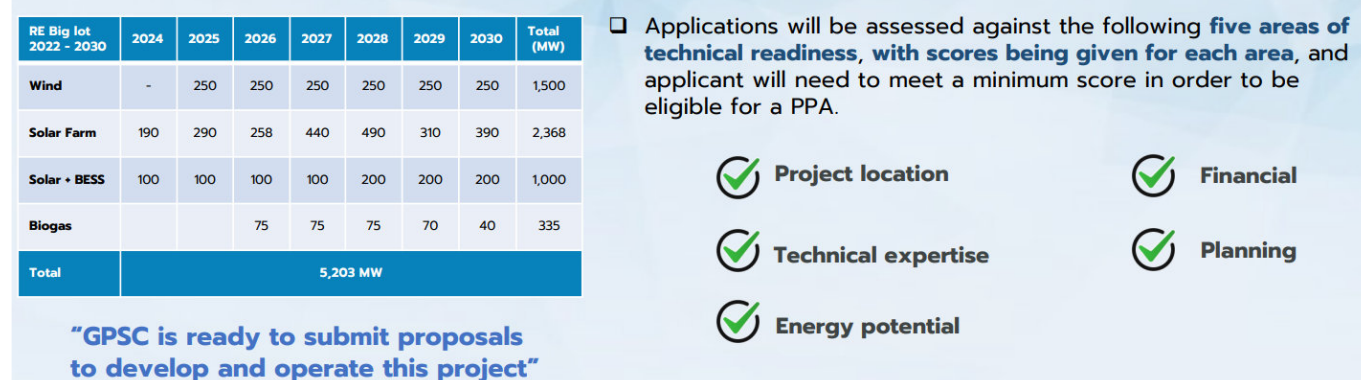 RE Big lot
2022 - 2030
2024 2025 2026 2027 2028 2029 2030 Total
(MW)
Wind - 250 250 250 250 250 250 1,500
Solar Farm 190 290 258 440 490 310 390 2,368
Solar + BESS 100 100 100 100 200 200 200 1,000
Biogas 75 75 75 70 40 335
Total 5,203 MW
"GPSC is ready to submit proposals
to develop and operate this project"
Applications will be assessed against the following five areas of
technical readiness, with scores being given for each area, and
applicant will need to meet a minimum score in order to be
eligible for a PPA.
Project location
Financial
Technical expertise
Planning
Energy potential